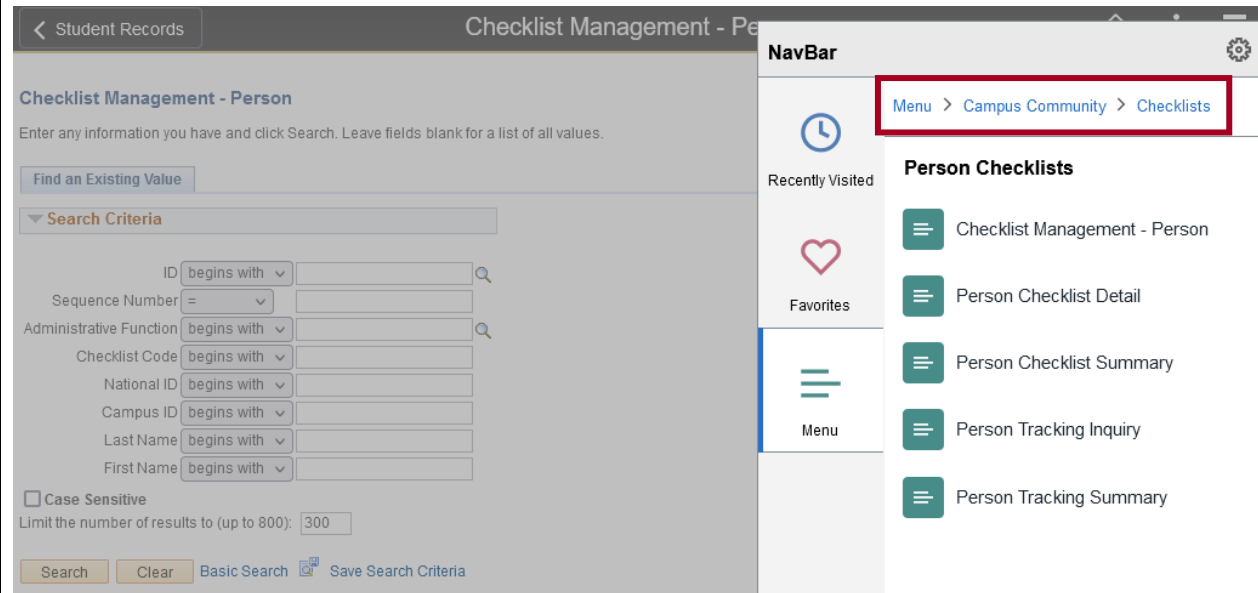 Student Records
Checklist Management - Pe
Checklist Management - Person
Enter any information you have and click Search. Leave fields blank for a list of all values.
Find an Existing Value
Search Criteria
ID begins with
Sequence Number =
Administrative Function begins with
Checklist Code begins with
National ID begins with
Campus ID begins with
Last Name begins with
First Name begins with
Case Sensitive
Limit the number of results to (up to 800): 300
Search Clear Basic Search Save Search Criteria
NavBar
Recently Visited
Favorites
Menu
Menu > Campus Community > Checklists
Person Checklists
Checklist Management - Person
Person Checklist Detail
Person Checklist Summary
Person Tracking Inquiry
Person Tracking Summary